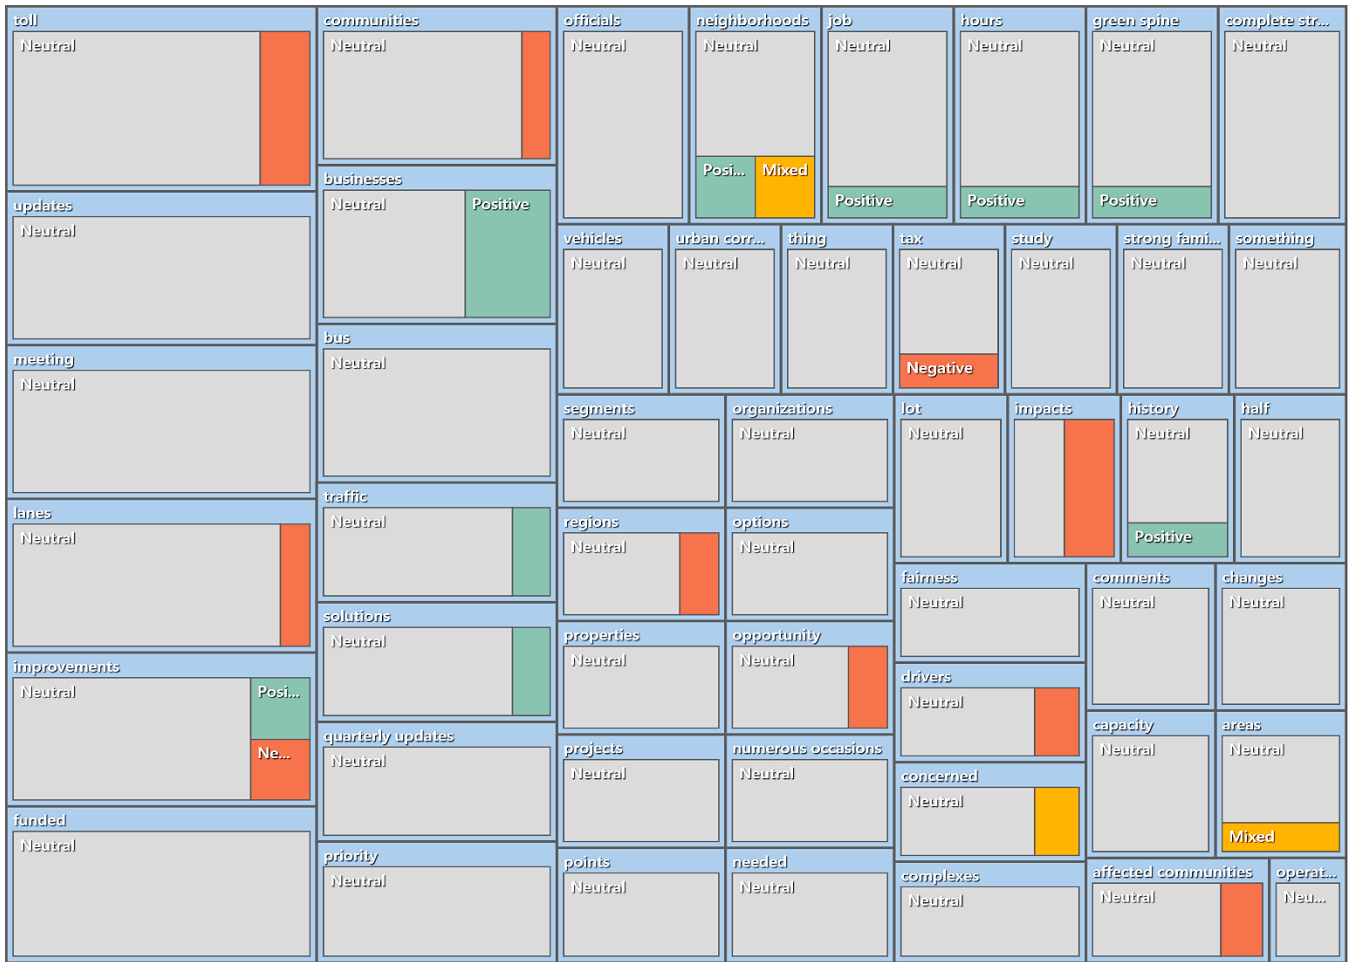 toll
Neutral
updates
Neutral
meeting
Neutral
lanes
Neutral
improvements
Neutral
Posi...
Ne...
funded
Neutral
communities
Neutral
businesses
Neutral
Positive
bus
Neutral
traffic
Neutral
solutions
Neutral
quarterly updates
Neutral
priority
Neutral
officials
Neutral
neighborhoods
Neutral
Posi...
Mixed
job
Neutral
Positive
hours
Neutral
Positive
green spine
Neutral
Positive
complete str...
Neutral
vehicles
Neutral
urban corr...
Neutral
thing
Neutral
tax
Neutral
Negative
study
Neutral
strong fami...
Neutral
something
Neutral
segments
Neutral
organizations
Neutral
regions
Neutral
options
Neutral
properties
Neutral
opportunity
Neutral
projects
Neutral
numerous occasions
Neutral
points
Neutral
needed
Neutral
lot
Neutral
impacts
history
Neutral
Positive
half
Neutral
fairness
Neutral
drivers
Neutral
concerned
Neutral
complexes
Neutral
comments
Neutral
changes
Neutral
capacity
Neutral
areas
Neutral
Mixed
affected communities
Neutral
operat...
Neu...